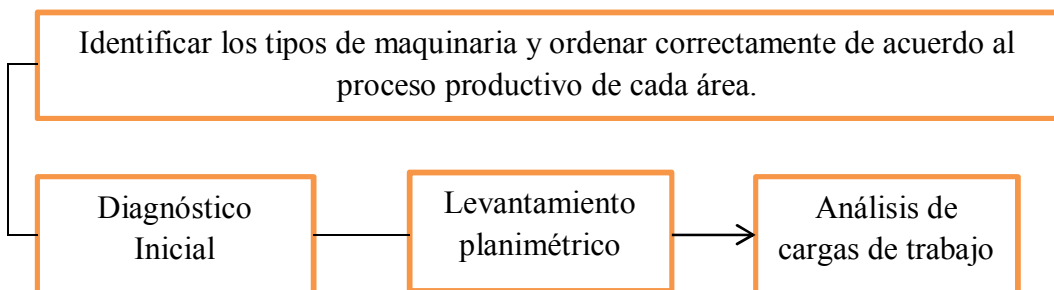 Identificar los tipos de maquinaria y ordenar correctamente de acuerdo al
proceso productivo de cada área.
Diagnóstico
Inicial
Levantamiento
planimétrico
Análisis de
cargas de trabajo